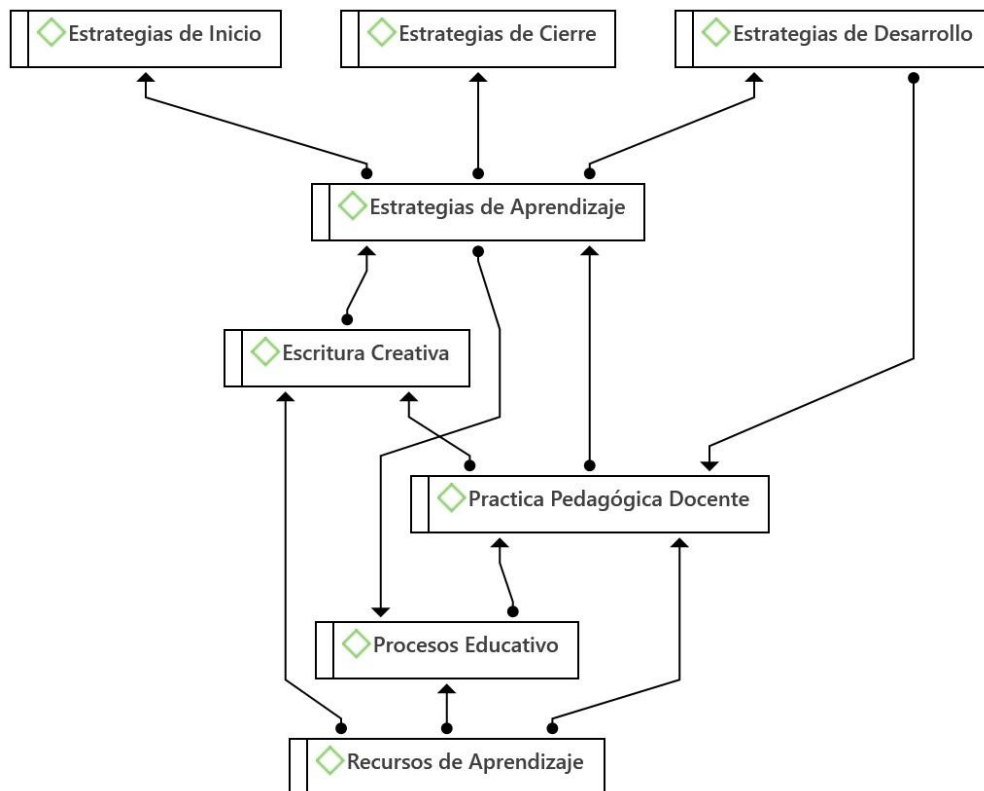 Estrategias de Inicio
Estrategias de Cierre
Estrategias de Desarrollo
Estrategias de Aprendizaje
Escritura Creativa
Practica Pedagógica Docente
Procesos Educativo
Recursos de Aprendizaje